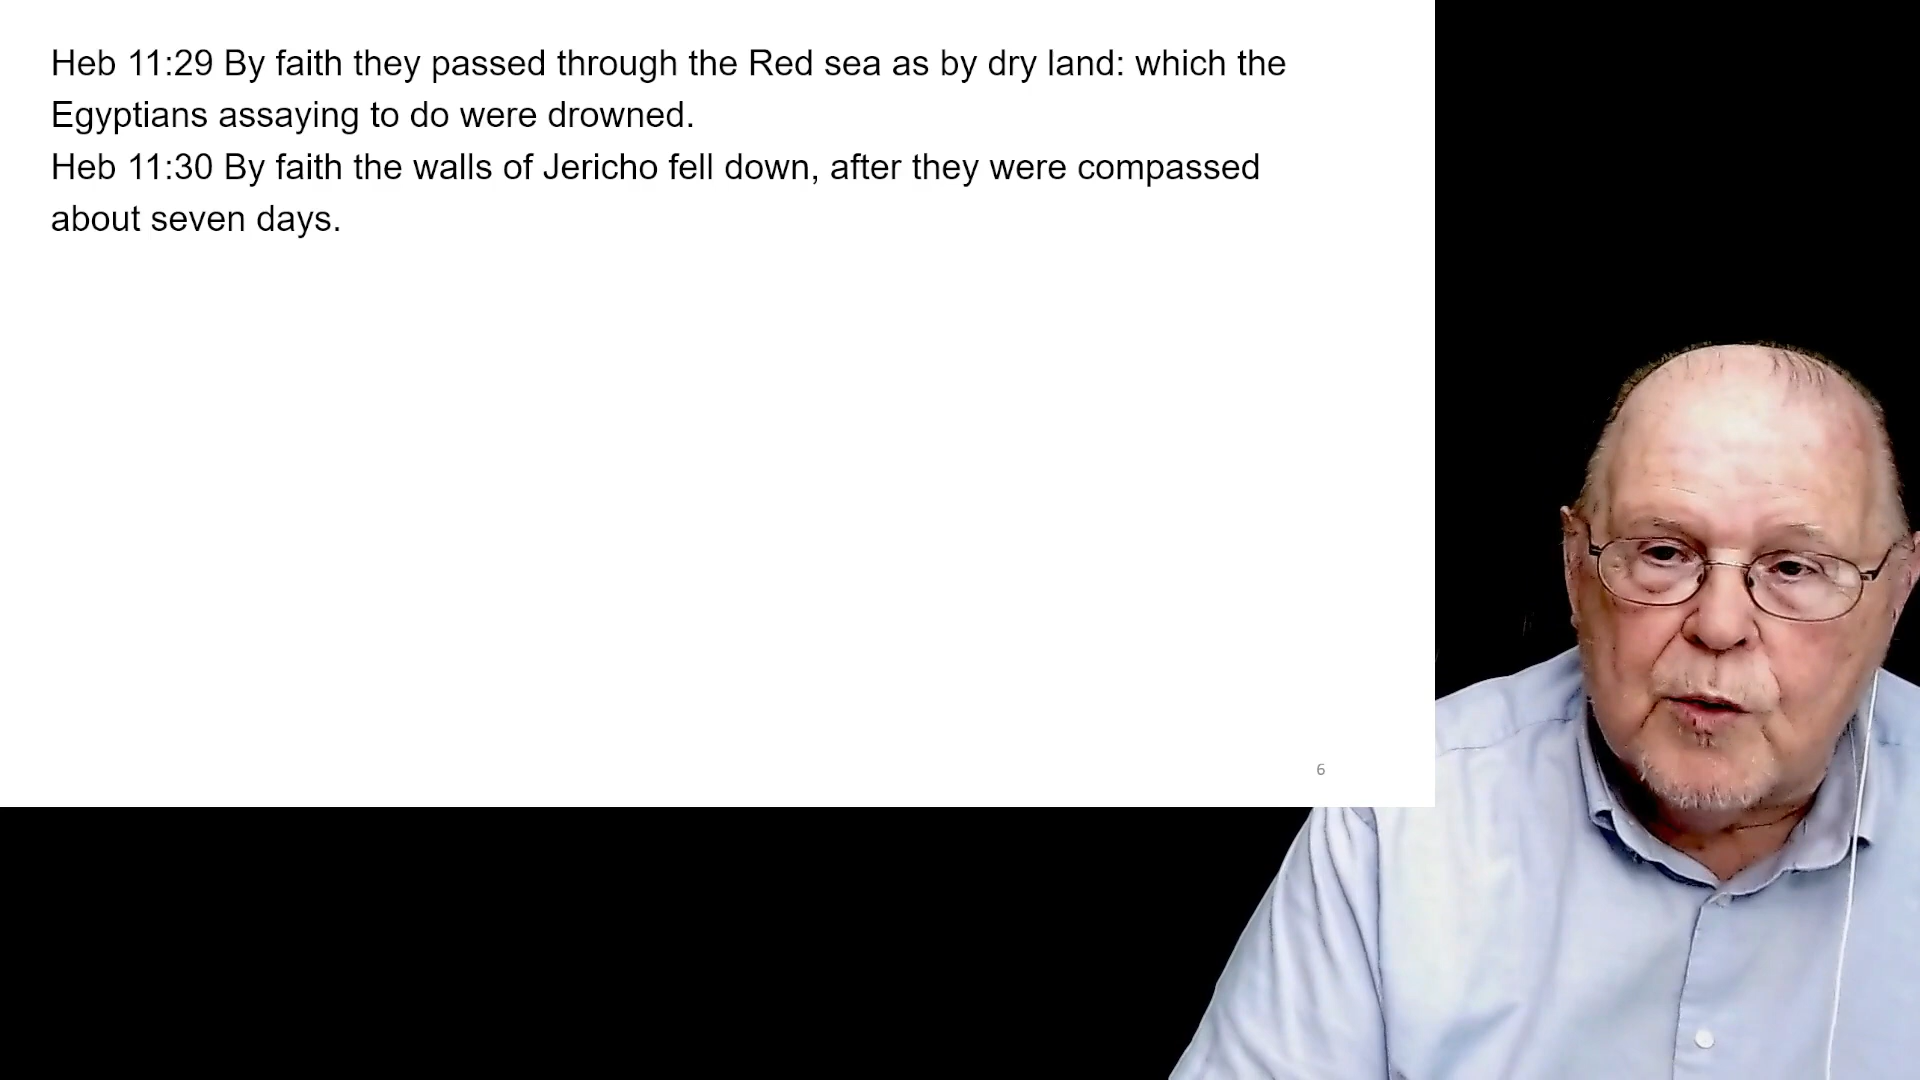 Heb 11:29 By faith they passed through the Red sea as by dry land: which the
Egyptians assaying to do were drowned.
Heb 11:30 By faith the walls of Jericho fell down, after they were compassed
about seven days.
6